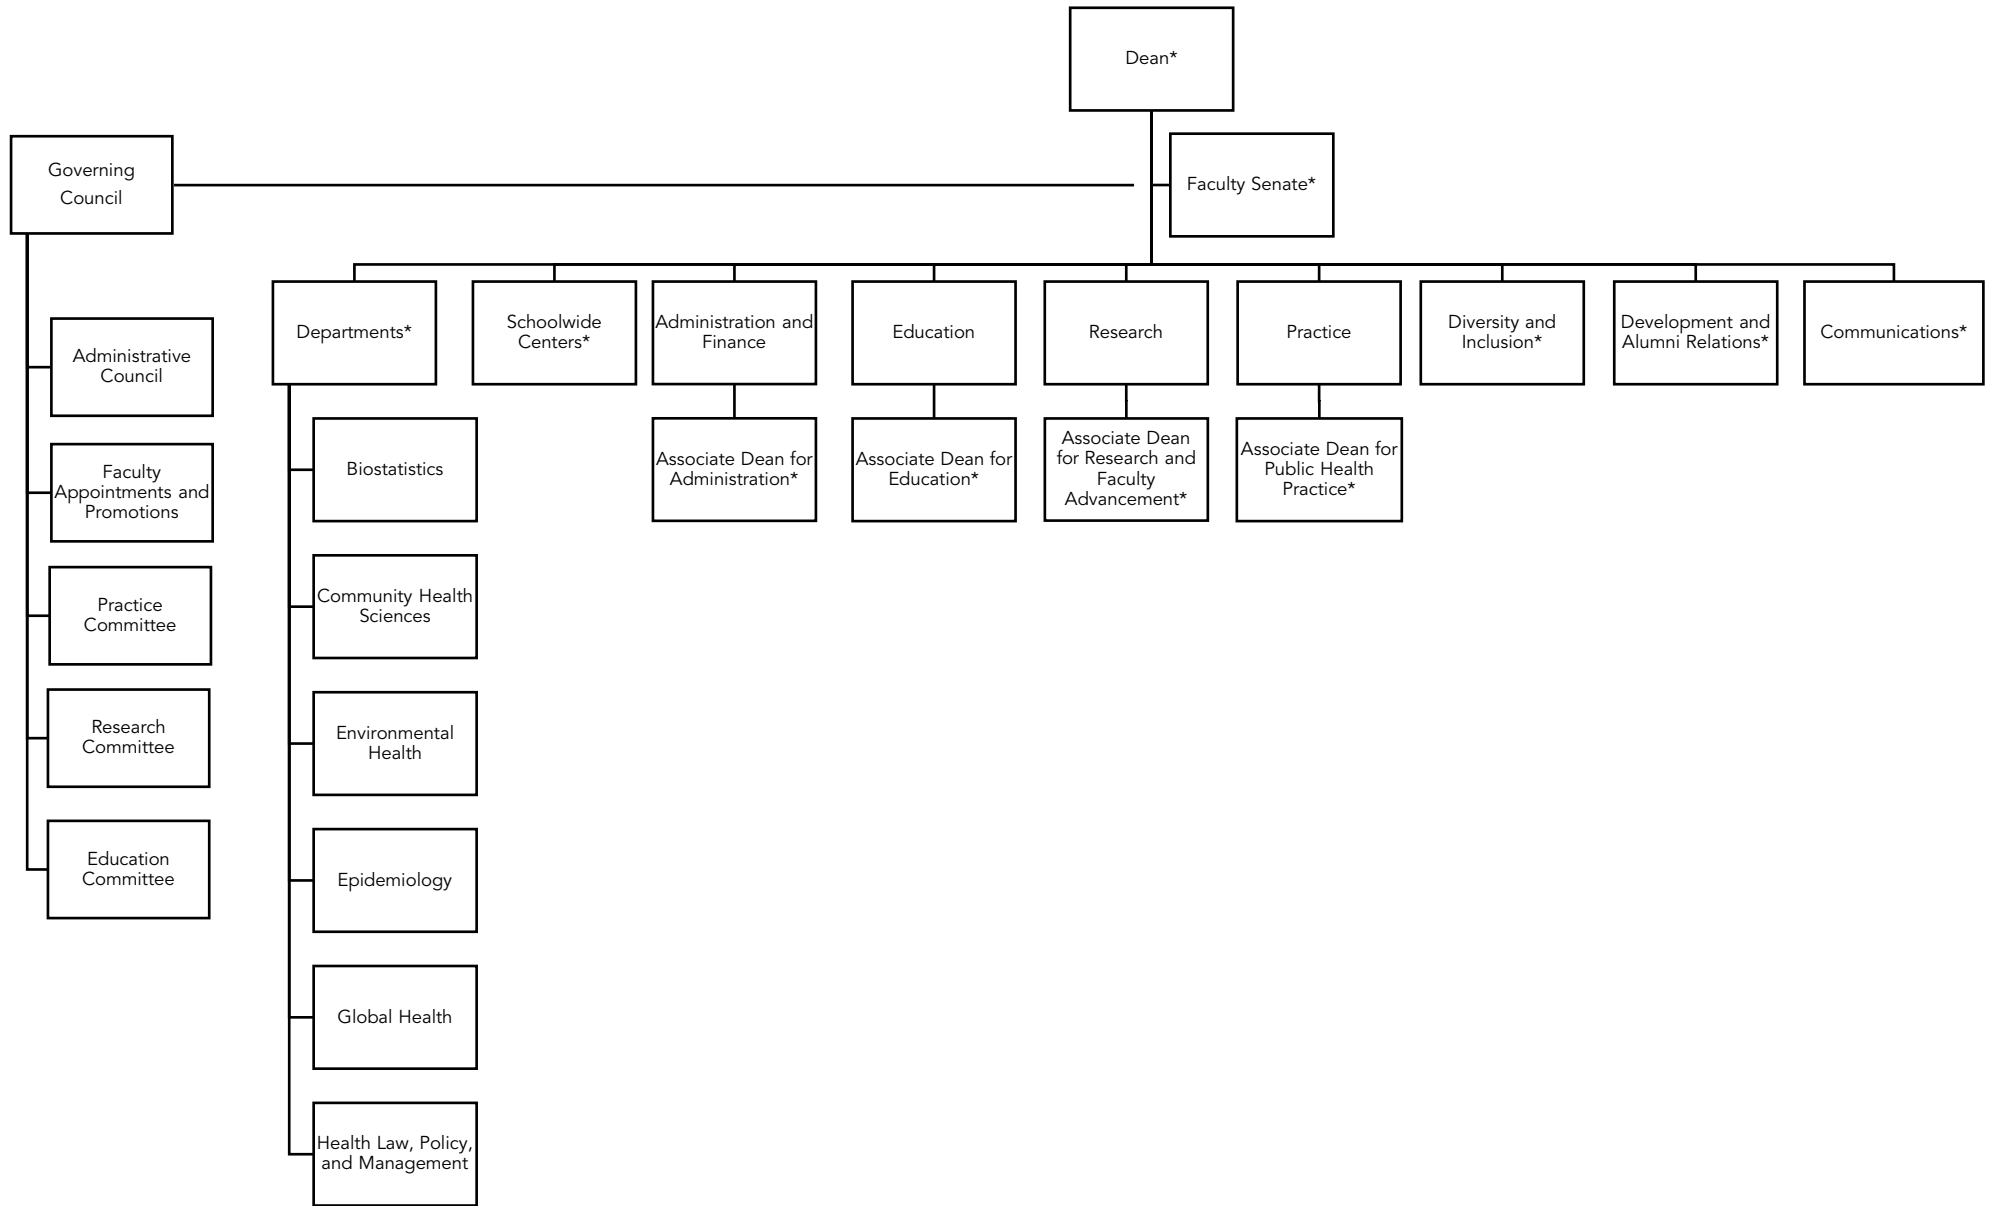 Dean*
Governing
Council
Faculty Senate*
Departments*
Schoolwide
Centers*
Administration and
Finance
Education
Research
Practice
Diversity and
Inclusion*
Development and
Alumni Relations*
Communications*
Administrative
Council
Faculty
Appointments and
Promotions
Practice
Committee
Research
Committee
Education
Committee
Biostatistics
Community Health
Sciences
Environmental
Health
Epidemiology
Global Health
Health Law, Policy,
and Management
Associate Dean for
Administration*
Associate Dean for
Education*
Associate Dean
for Research and
Faculty
Advancement*
Associate Dean for
Public Health
Practice*